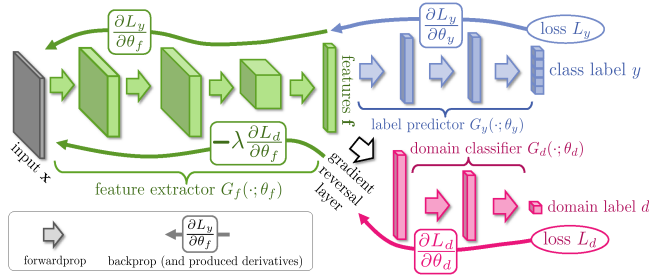 ∂L_y/∂θ_f
∂L_y/∂θ_y
loss L_y
class label y
features f
label predictor G_y(·;θ_y)
input x
−λ ∂L_d/∂θ_f
feature extractor G_f(·;θ_f)
gradient
reversal
layer
domain classifier G_d(·;θ_d)
domain label d
∂L_d/∂θ_d
loss L_d
∂L_y/∂θ_f
forwardprop
backprop (and produced derivatives)